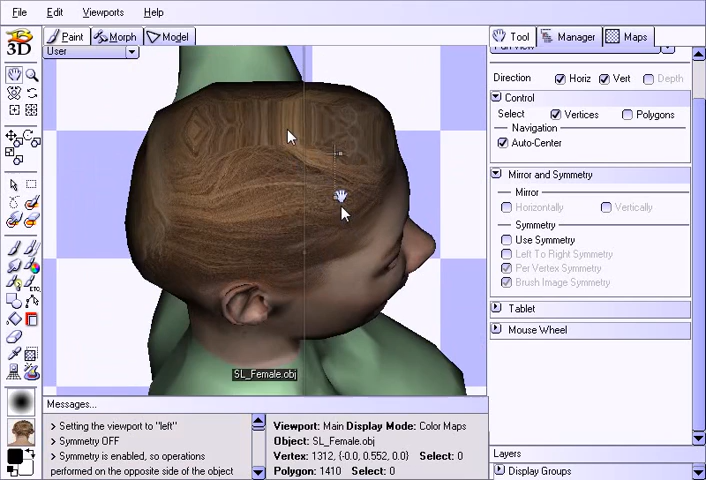 File Edit Viewports Help
3D
Paint Morph Model
Tool Manager Maps
User
Direction Horiz Vert Depth
Control
Select Vertices Polygons
Navigation
Auto-Center
Mirror and Symmetry
Mirror
Horizontally Vertically
Symmetry
Use Symmetry
Left To Right Symmetry
Per Vertex Symmetry
Brush Image Symmetry
Tablet
Mouse Wheel
ETC.
SL_Female.obj
Messages...
> Setting the viewport to "left"
> Symmetry OFF
> Symmetry is enabled, so operations
performed on the opposite side of the object
Viewport: Main Display Mode: Color Maps
Object: SL_Female.obj
Vertex: 1312, {-0.0, 0.552, 0.0} Select: 0
Polygon: 1410 Select: 0
Layers
Display Groups